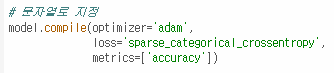 # 문자열로 지정
model.compile(optimizer='adam',
loss='sparse_categorical_crossentropy',
metrics=['accuracy'])